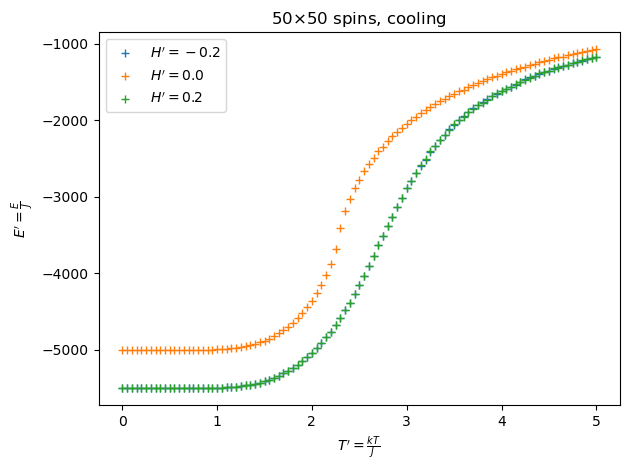 50×50 spins, cooling
H′ = −0.2
H′ = 0.0
H′ = 0.2
−1000
−2000
−3000
−4000
−5000
E′ = E/J
0 1 2 3 4 5
T′ = kT/J